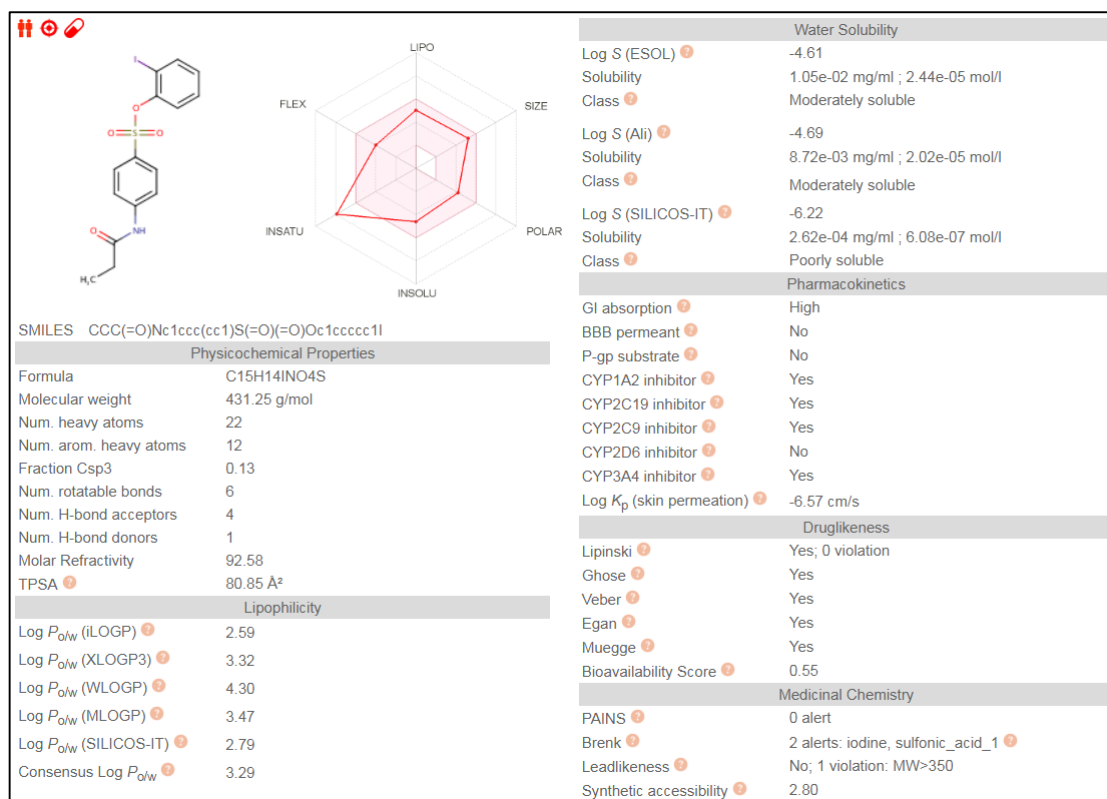 LIPO
FLEX
SIZE
INSATU
POLAR
INSOLU
I
O
O S O
NH
O
H₃C
SMILES CCC(=O)Nc1ccc(cc1)S(=O)(=O)Oc1ccccc1I
Physicochemical Properties
Formula C15H14INO4S
Molecular weight 431.25 g/mol
Num. heavy atoms 22
Num. arom. heavy atoms 12
Fraction Csp3 0.13
Num. rotatable bonds 6
Num. H-bond acceptors 4
Num. H-bond donors 1
Molar Refractivity 92.58
TPSA ? 80.85 Å²
Lipophilicity
Log Po/w (iLOGP) ? 2.59
Log Po/w (XLOGP3) ? 3.32
Log Po/w (WLOGP) ? 4.30
Log Po/w (MLOGP) ? 3.47
Log Po/w (SILICOS-IT) ? 2.79
Consensus Log Po/w ? 3.29
Water Solubility
Log S (ESOL) ? -4.61
Solubility 1.05e-02 mg/ml ; 2.44e-05 mol/l
Class ? Moderately soluble
Log S (Ali) ? -4.69
Solubility 8.72e-03 mg/ml ; 2.02e-05 mol/l
Class ? Moderately soluble
Log S (SILICOS-IT) ? -6.22
Solubility 2.62e-04 mg/ml ; 6.08e-07 mol/l
Class ? Poorly soluble
Pharmacokinetics
GI absorption ? High
BBB permeant ? No
P-gp substrate ? No
CYP1A2 inhibitor ? Yes
CYP2C19 inhibitor ? Yes
CYP2C9 inhibitor ? Yes
CYP2D6 inhibitor ? No
CYP3A4 inhibitor ? Yes
Log Kp (skin permeation) ? -6.57 cm/s
Druglikeness
Lipinski ? Yes; 0 violation
Ghose ? Yes
Veber ? Yes
Egan ? Yes
Muegge ? Yes
Bioavailability Score ? 0.55
Medicinal Chemistry
PAINS ? 0 alert
Brenk ? 2 alerts: iodine, sulfonic_acid_1 ?
Leadlikeness ? No; 1 violation: MW>350
Synthetic accessibility ? 2.80